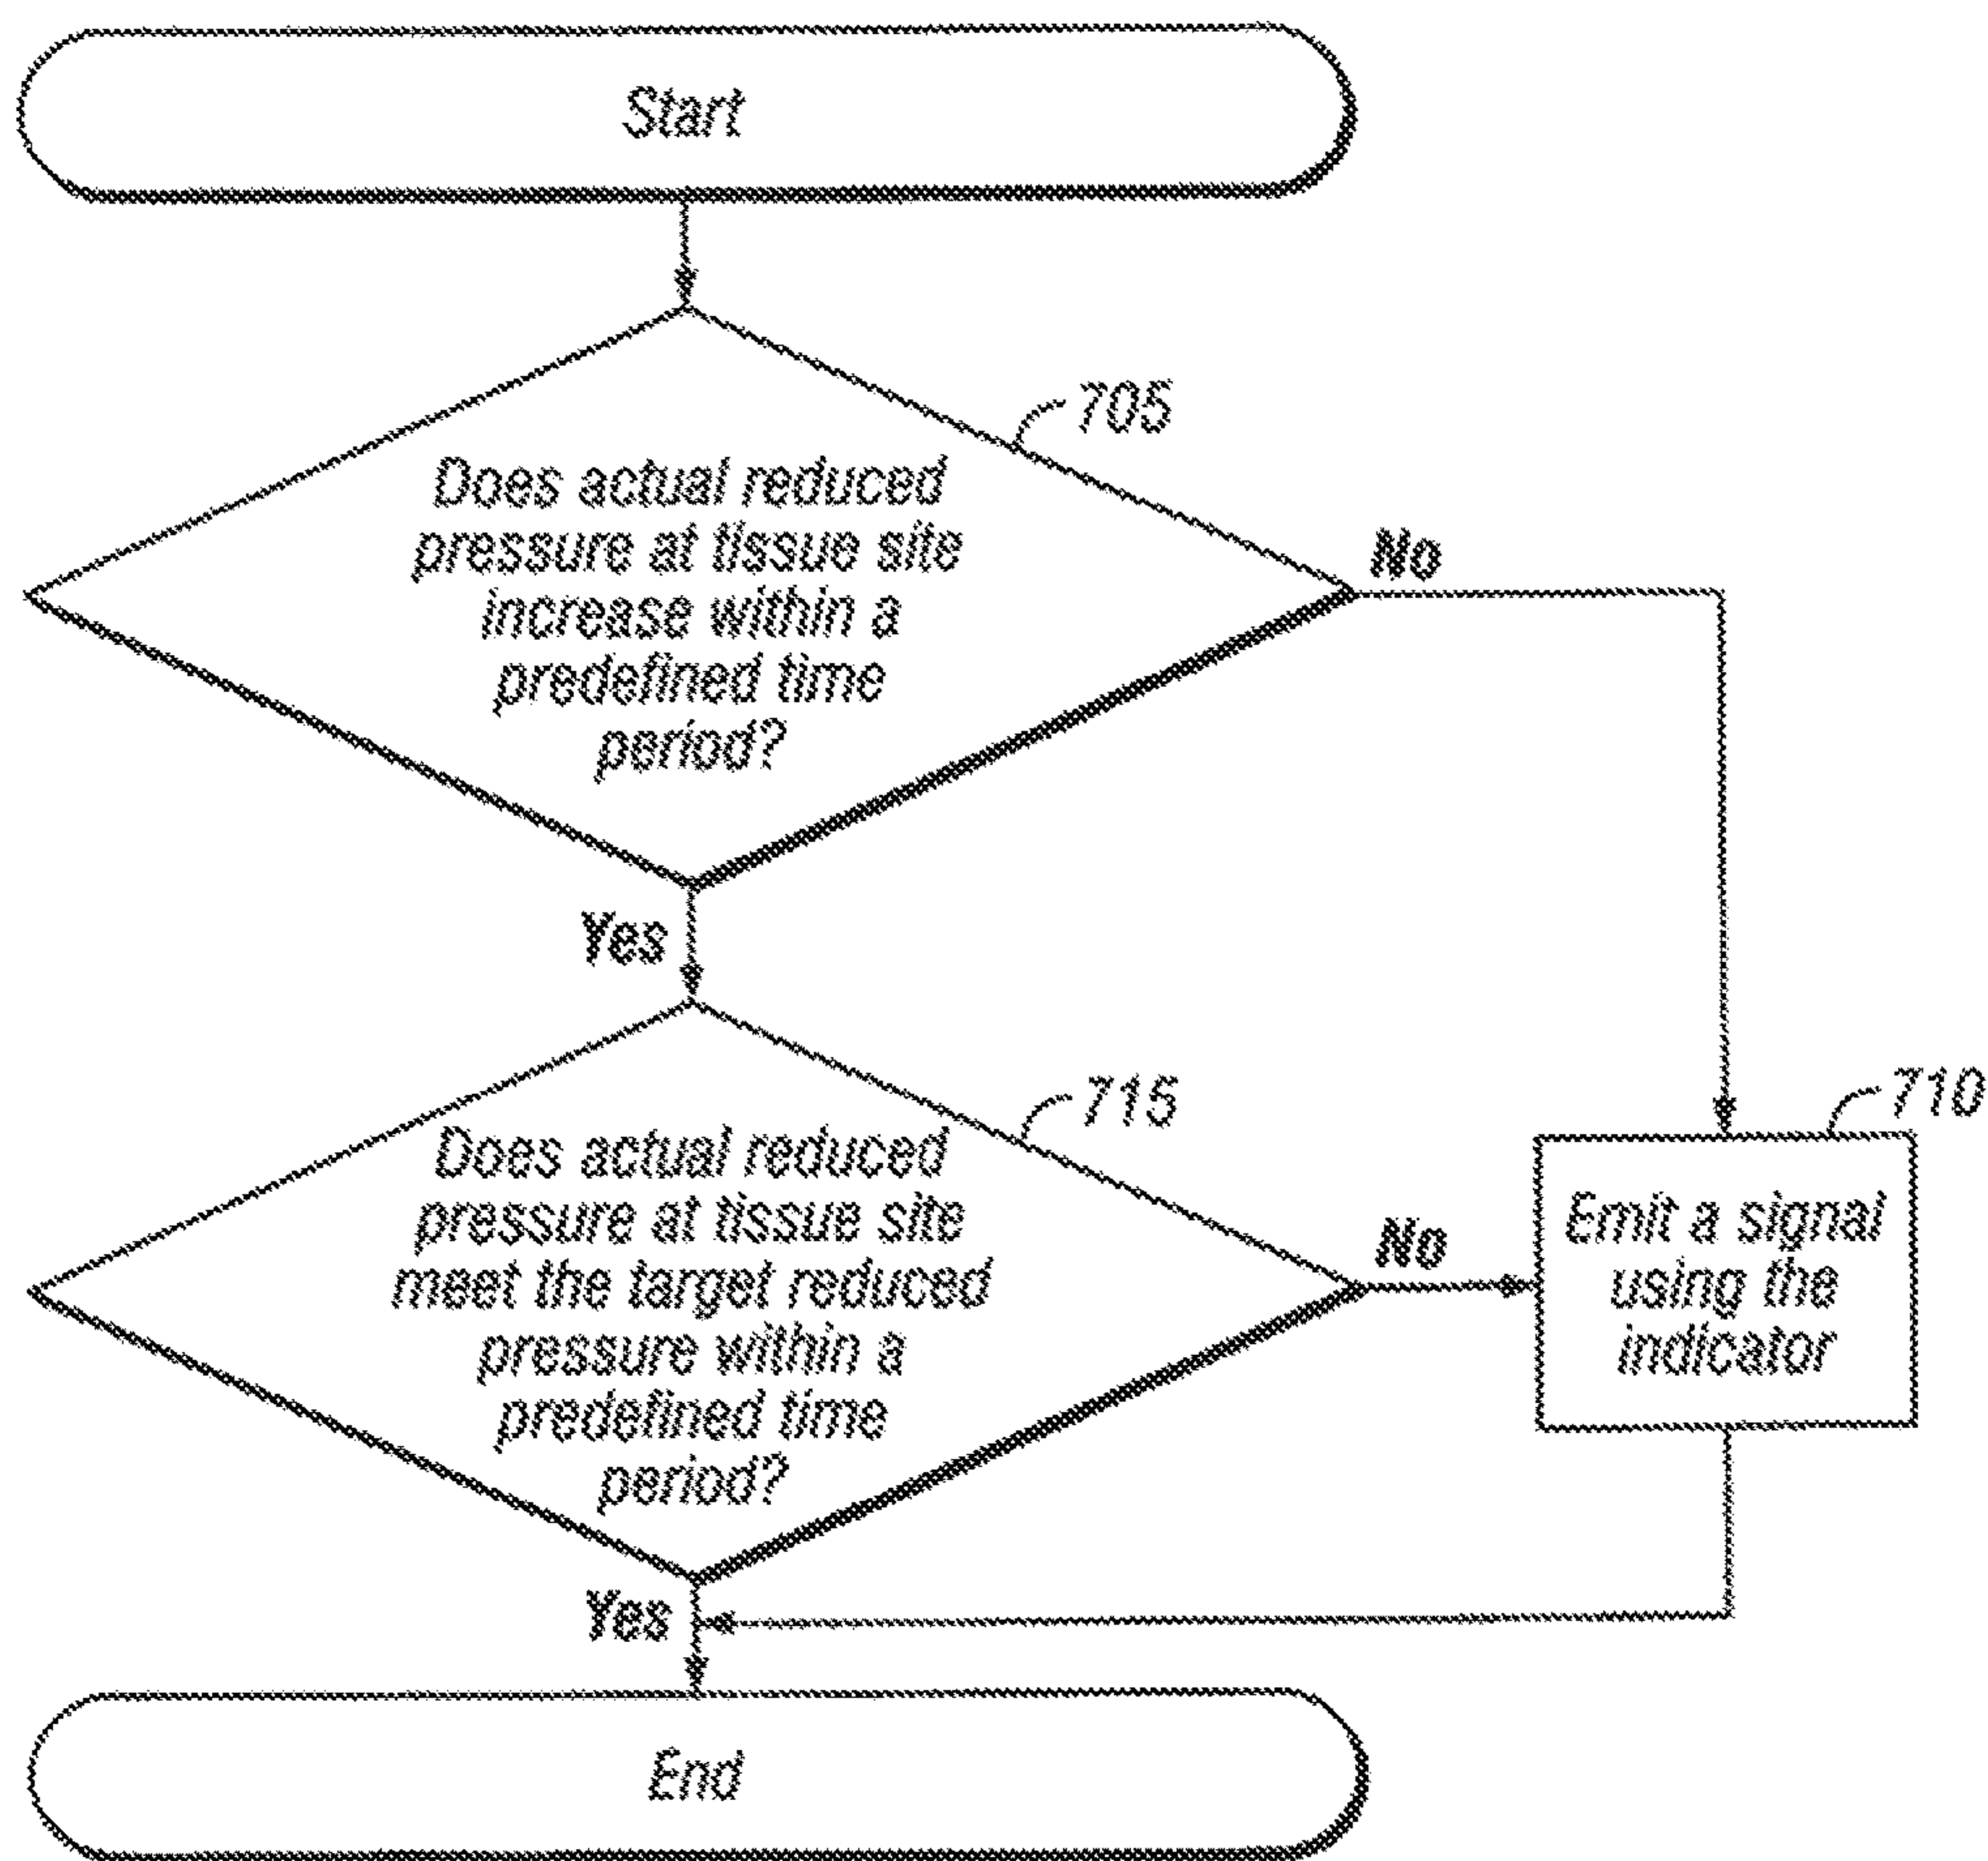 Start
705
Does actual reduced
pressure at tissue site
increase within a
predefined time
period?
No
Yes
715
710
Does actual reduced
pressure at tissue site
meet the target reduced
pressure within a
predefined time
period?
No
Emit a signal
using the
indicator
Yes
End